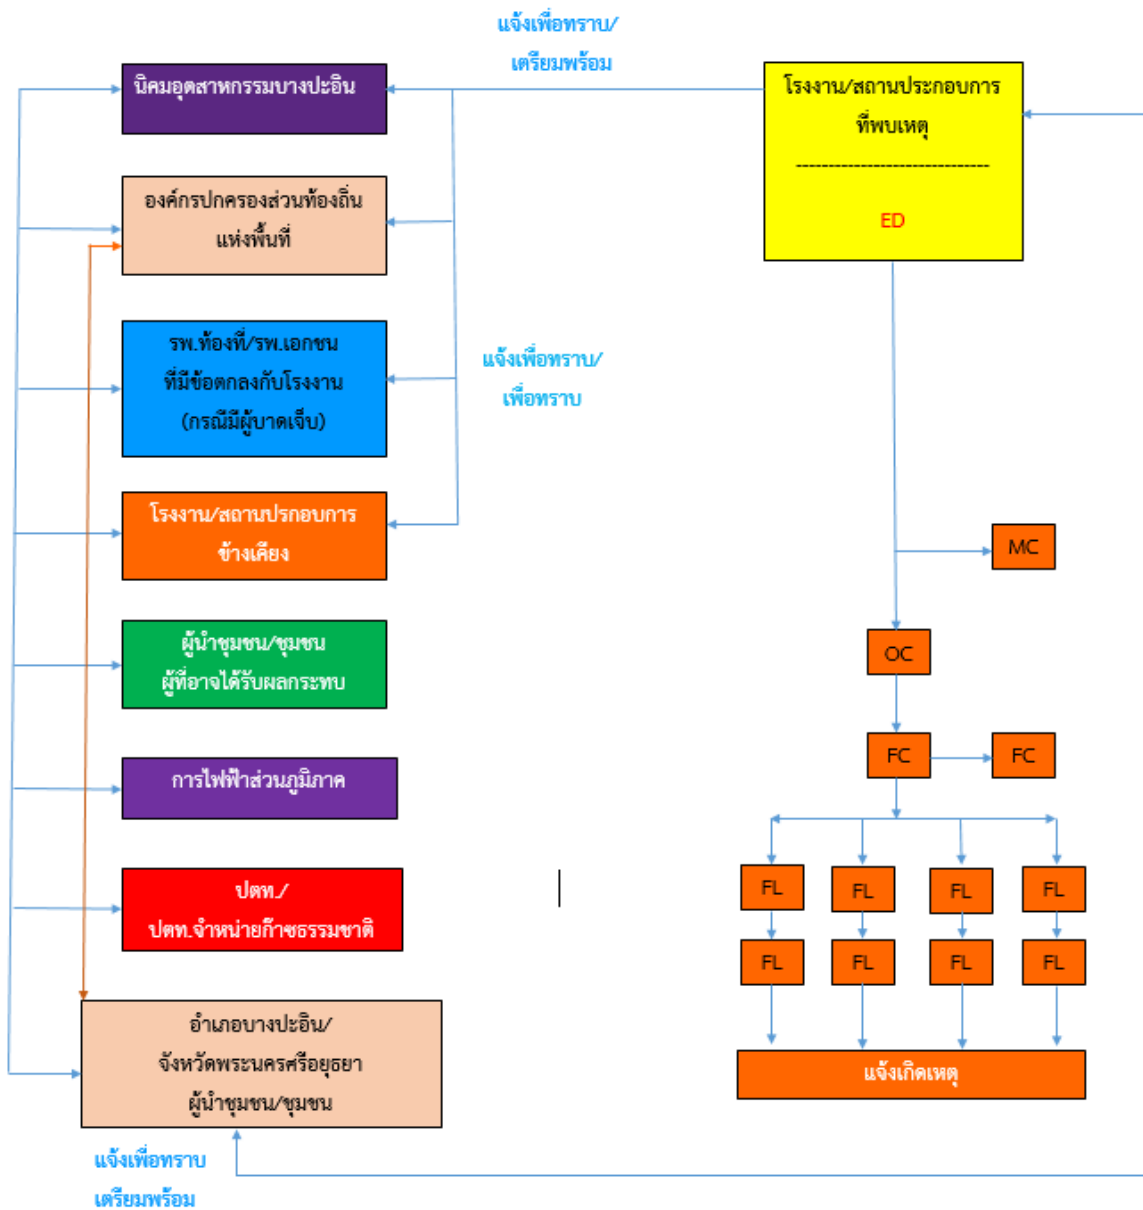 แจ้งเพื่อทราบ/
เตรียมพร้อม
นิคมอุตสาหกรรมบางปะอิน
โรงงาน/สถานประกอบการ
ที่พบเหตุ
------------------------------
ED
องค์กรปกครองส่วนท้องถิ่น
แห่งพื้นที่
รพ.ท้องที่/รพ.เอกชน
ที่มีข้อตกลงกับโรงงาน
(กรณีมีผู้บาดเจ็บ)
แจ้งเพื่อทราบ/
เพื่อทราบ
โรงงาน/สถานปรกอบการ
ข้างเคียง
MC
ผู้นำชุมชน/ชุมชน
ผู้ที่อาจได้รับผลกระทบ
OC
FC
FC
การไฟฟ้าส่วนภูมิภาค
ปตท./
ปตท.จำหน่ายก๊าซธรรมชาติ
FL
FL
FL
FL
FL
FL
FL
FL
อำเภอบางปะอิน/
จังหวัดพระนครศรีอยุธยา
ผู้นำชุมชน/ชุมชน
แจ้งเกิดเหตุ
แจ้งเพื่อทราบ
เตรียมพร้อม